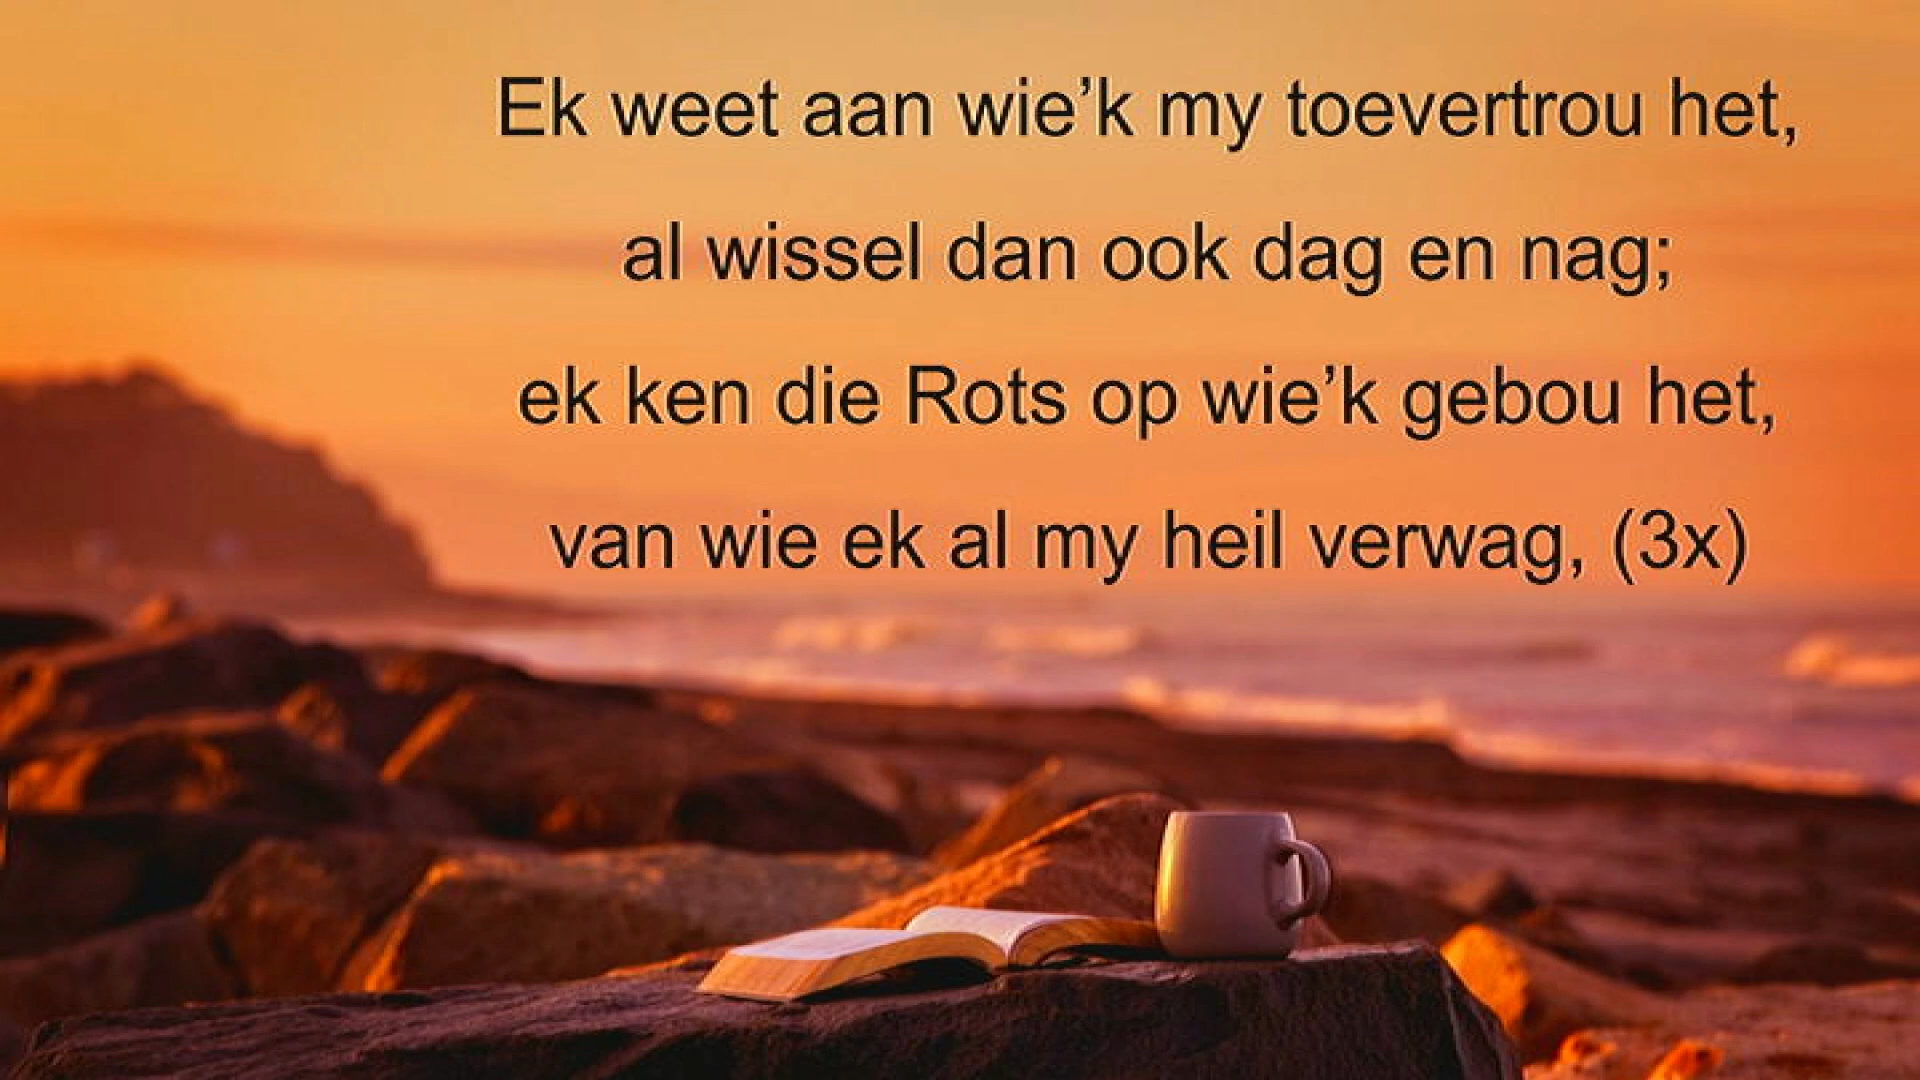 Ek weet aan wie’k my toevertrou het,
al wissel dan ook dag en nag;
ek ken die Rots op wie’k gebou het,
van wie ek al my heil verwag, (3x)